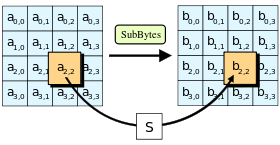 a0,0 a0,1 a0,2 a0,3
a1,0 a1,1 a1,2 a1,3
a2,0 a2,1 a2,2 a2,3
a3,0 a3,1 a3,2 a3,3
SubBytes
b0,0 b0,1 b0,2 b0,3
b1,0 b1,1 b1,2 b1,3
b2,0 b2,1 b2,2 b2,3
b3,0 b3,1 b3,2 b3,3
S